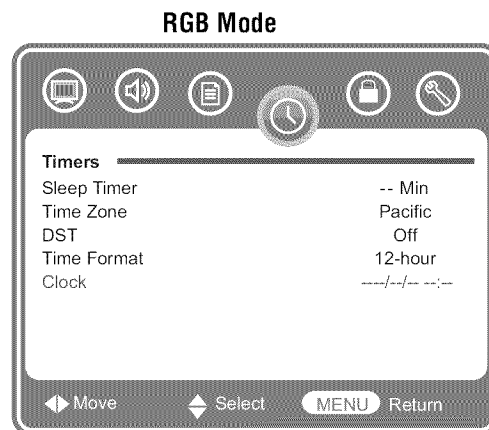 RGB Mode
Timers
Sleep Timer -- Min
Time Zone Pacific
DST Off
Time Format 12-hour
Clock ----/--/-- --:--
Move Select MENU Return